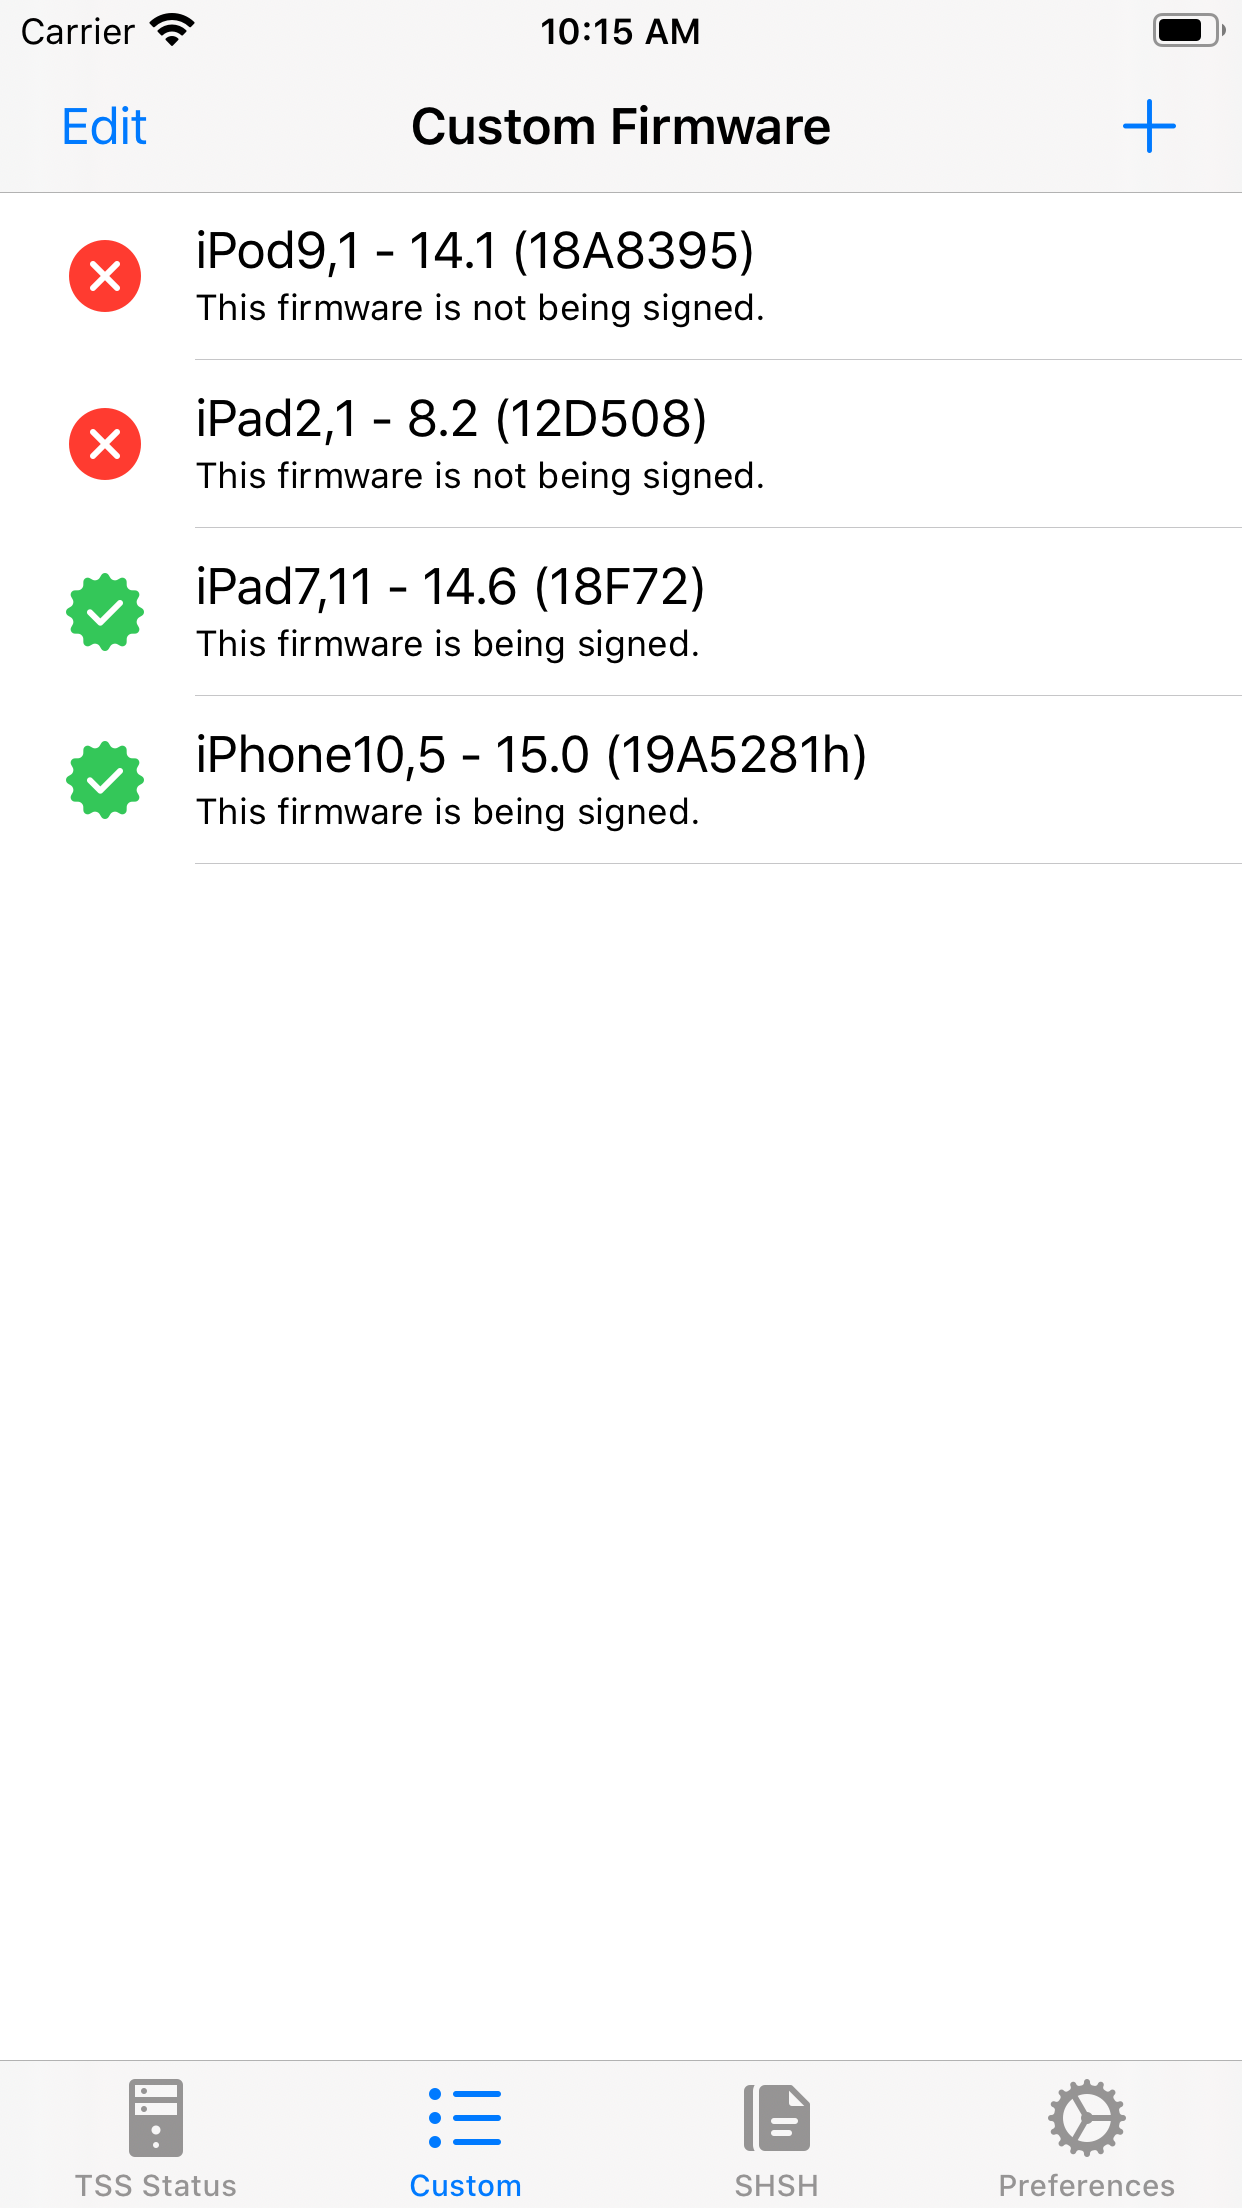 Carrier 10:15 AM
Edit Custom Firmware +
iPod9,1 - 14.1 (18A8395)
This firmware is not being signed.
iPad2,1 - 8.2 (12D508)
This firmware is not being signed.
iPad7,11 - 14.6 (18F72)
This firmware is being signed.
iPhone10,5 - 15.0 (19A5281h)
This firmware is being signed.
TSS Status Custom SHSH Preferences